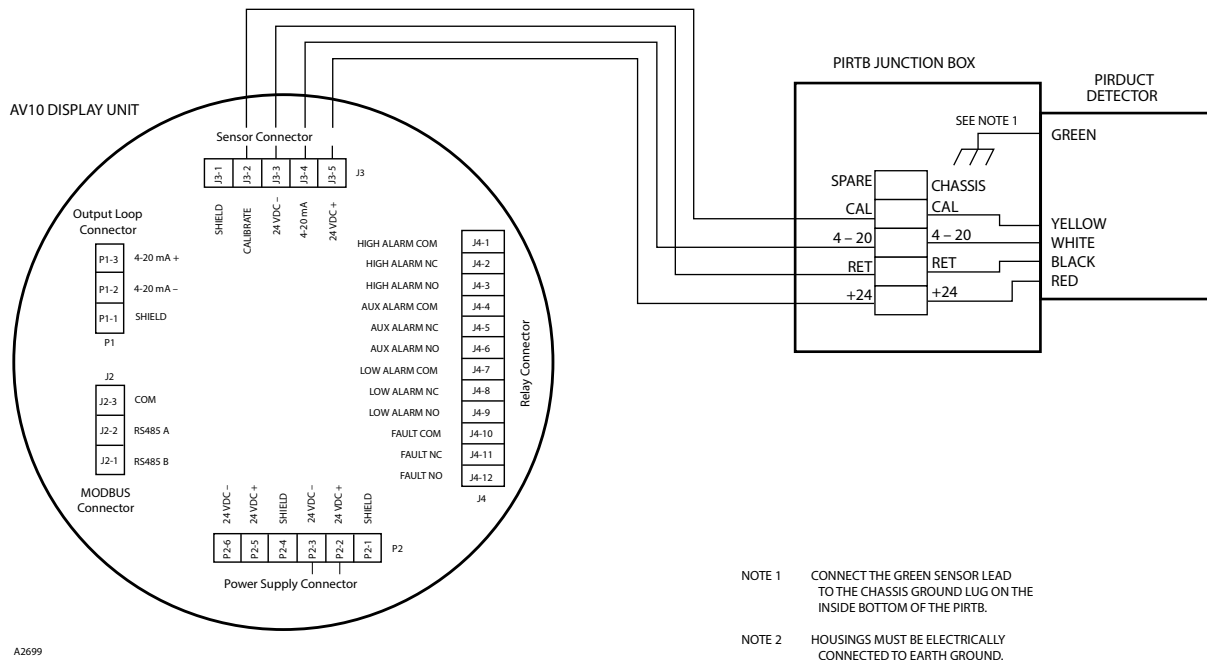 PIRTB JUNCTION BOX
PIRDUCT
DETECTOR
AV10 DISPLAY UNIT
SEE NOTE 1
GREEN
Sensor Connector
J3-1
J3-2
J3-3
J3-4
J3-5
J3
SHIELD
CALIBRATE
24 VDC –
4-20 mA
24 VDC +
SPARE
CHASSIS
CAL
CAL
YELLOW
4 – 20
4 – 20
WHITE
RET
RET
BLACK
+24
+24
RED
Output Loop
Connector
P1-3
4-20 mA +
P1-2
4-20 mA –
P1-1
SHIELD
P1
HIGH ALARM COM
J4-1
HIGH ALARM NC
J4-2
HIGH ALARM NO
J4-3
AUX ALARM COM
J4-4
AUX ALARM NC
J4-5
AUX ALARM NO
J4-6
LOW ALARM COM
J4-7
LOW ALARM NC
J4-8
LOW ALARM NO
J4-9
FAULT COM
J4-10
FAULT NC
J4-11
FAULT NO
J4-12
J4
Relay Connector
J2
J2-3
COM
J2-2
RS485 A
J2-1
RS485 B
MODBUS
Connector
24 VDC –
24 VDC +
SHIELD
24 VDC –
24 VDC +
SHIELD
P2-6
P2-5
P2-4
P2-3
P2-2
P2-1
P2
Power Supply Connector
NOTE 1 CONNECT THE GREEN SENSOR LEAD
TO THE CHASSIS GROUND LUG ON THE
INSIDE BOTTOM OF THE PIRTB.
NOTE 2 HOUSINGS MUST BE ELECTRICALLY
CONNECTED TO EARTH GROUND.
A2699